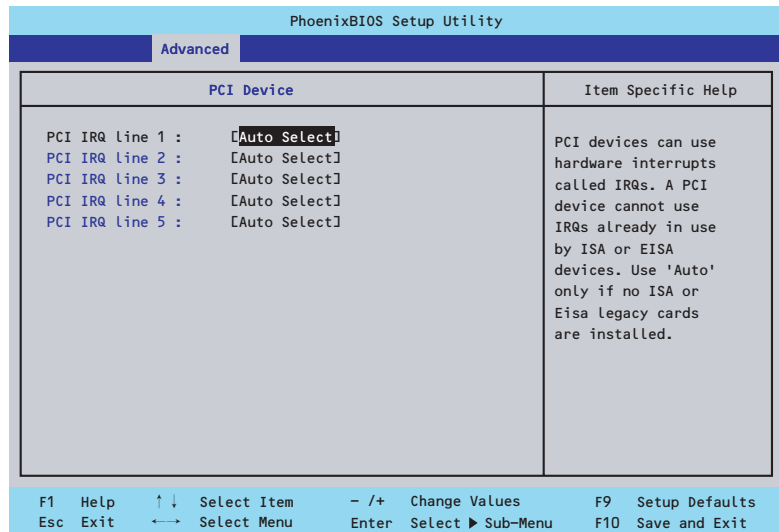 PhoenixBIOS Setup Utility
Advanced
PCI Device
Item Specific Help
PCI IRQ line 1 : [Auto Select]
PCI IRQ line 2 : [Auto Select]
PCI IRQ line 3 : [Auto Select]
PCI IRQ line 4 : [Auto Select]
PCI IRQ line 5 : [Auto Select]
PCI devices can use
hardware interrupts
called IRQs. A PCI
device cannot use
IRQs already in use
by ISA or EISA
devices. Use 'Auto'
only if no ISA or
Eisa legacy cards
are installed.
F1 Help ↑↓ Select Item - /+ Change Values F9 Setup Defaults
Esc Exit ←→ Select Menu Enter Select ▶ Sub-Menu F10 Save and Exit